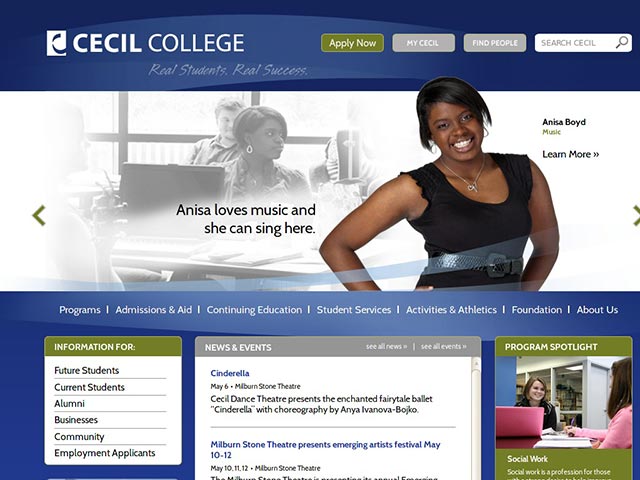 CECIL COLLEGE
Apply Now
MY CECIL
FIND PEOPLE
SEARCH CECIL
Real Students. Real Success.
Anisa Boyd
Music
Learn More »
Anisa loves music and
she can sing here.
Programs | Admissions & Aid | Continuing Education | Student Services | Activities & Athletics | Foundation | About Us
INFORMATION FOR:
Future Students
Current Students
Alumni
Businesses
Community
Employment Applicants
NEWS & EVENTS
see all news » | see all events »
Cinderella
May 6 • Milburn Stone Theatre
Cecil Dance Theatre presents the enchanted fairytale ballet
"Cinderella" with choreography by Anya Ivanova-Bojko.
Milburn Stone Theatre presents emerging artists festival May
10-12
May 10, 11, 12 • Milburn Stone Theatre
The Milburn Stone Theatre is presenting its annual Emerging
PROGRAM SPOTLIGHT
Social Work
Social work is a profession for those